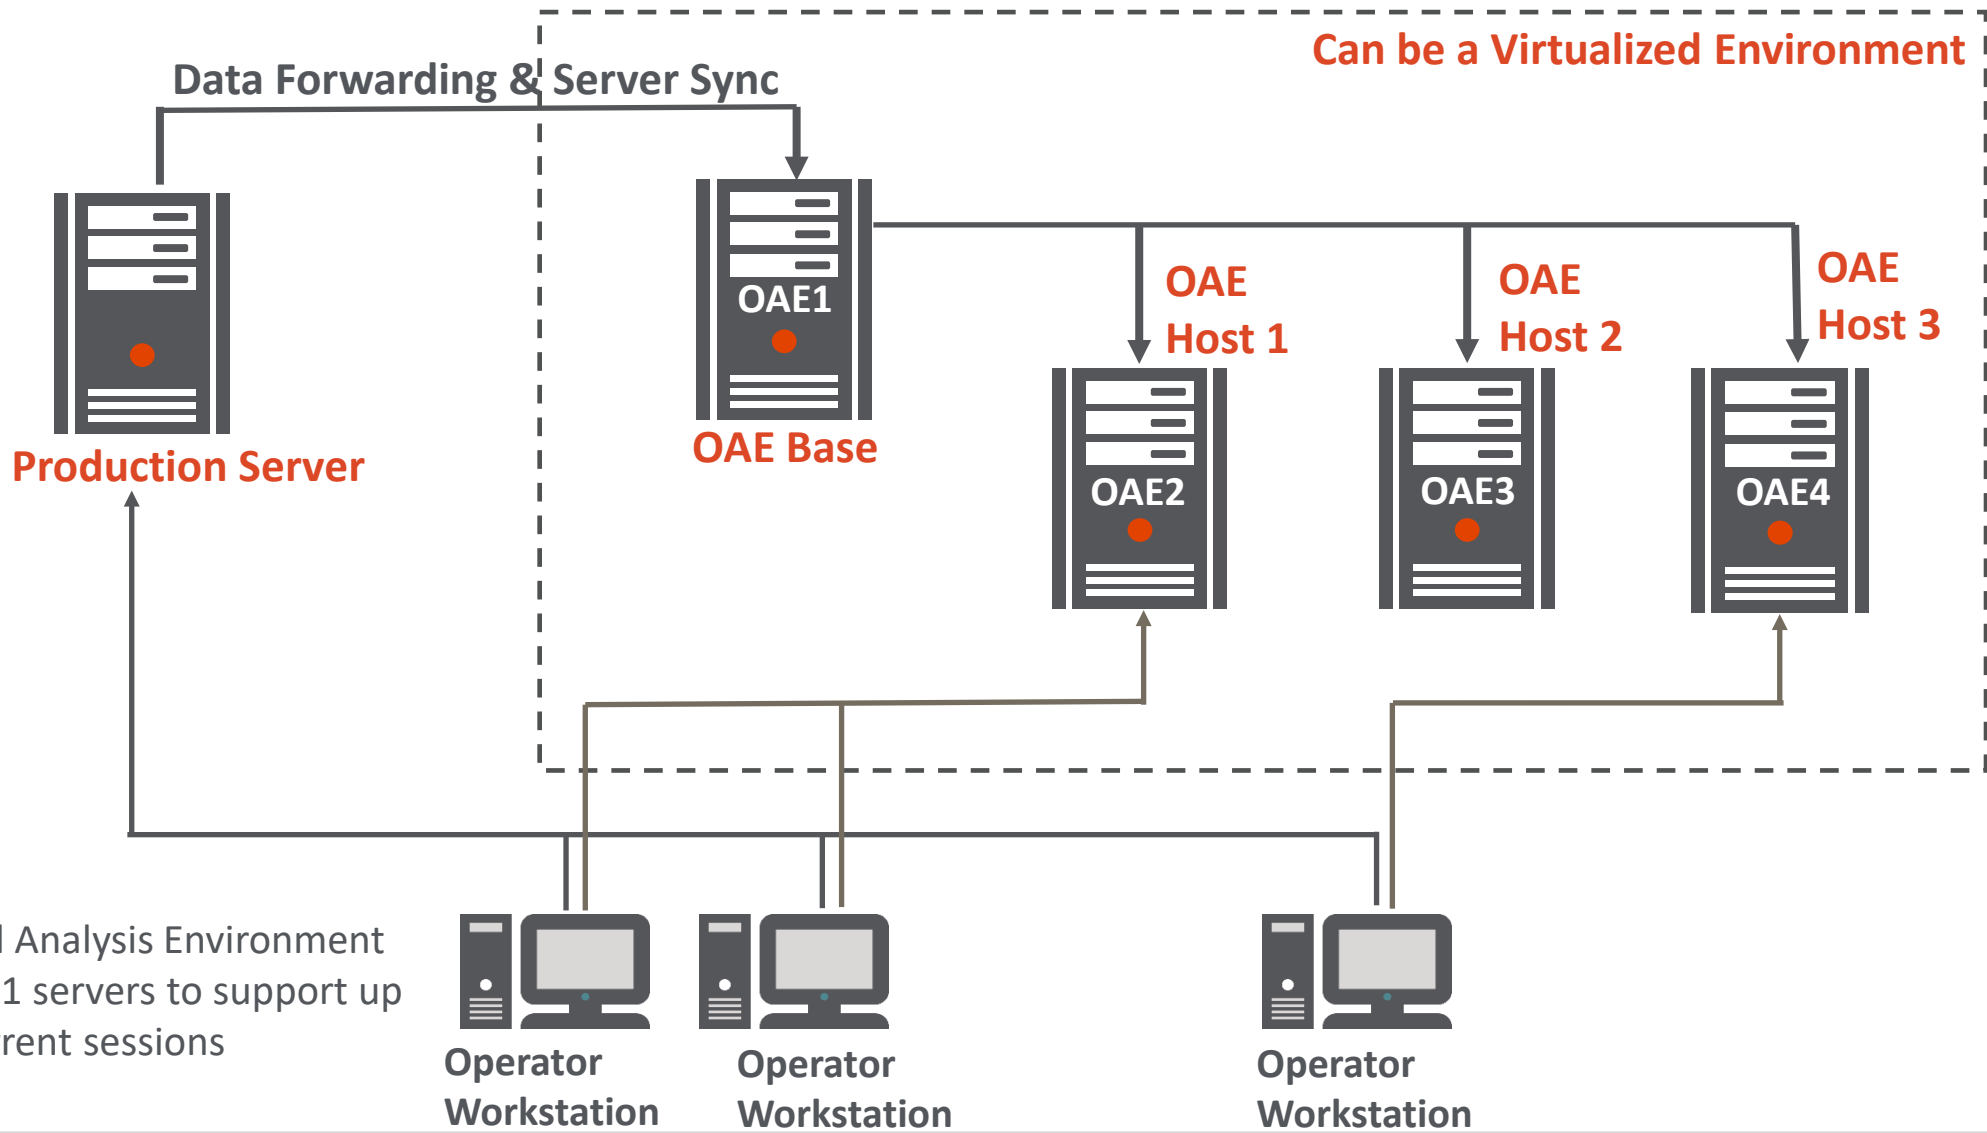 Can be a Virtualized Environment
Data Forwarding & Server Sync
OAE1
OAE
Host 1
OAE
Host 2
OAE
Host 3
OAE Base
Production Server
OAE2
OAE3
OAE4
Analysis Environment
1 servers to support up
sessions
Operator
Workstation
Operator
Workstation
Operator
Workstation